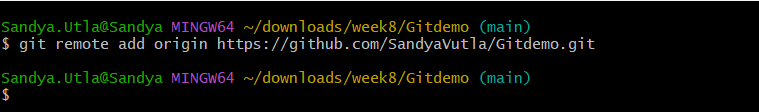 Sandya.Utla@Sandya MINGW64 ~/downloads/week8/Gitdemo (main)
$ git remote add origin https://github.com/SandyaVutla/Gitdemo.git
Sandya.Utla@Sandya MINGW64 ~/downloads/week8/Gitdemo (main)
$